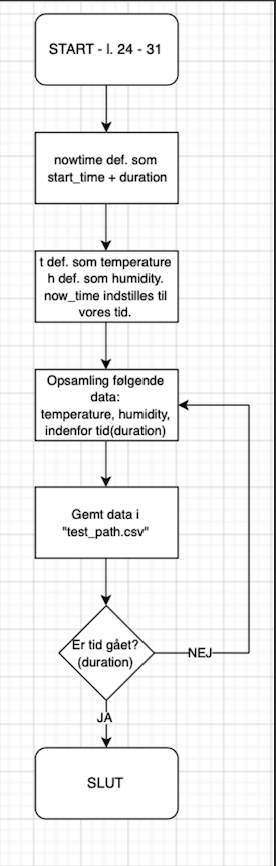 START - l. 24 - 31
nowtime def. som
start_time + duration
t def. som temperature
h def. som humidity.
now_time indstilles til
vores tid.
Opsamling følgende
data:
temperature, humidity,
indenfor tid(duration)
Gemt data i
"test_path.csv"
Er tid gået?
(duration)
NEJ
JA
SLUT